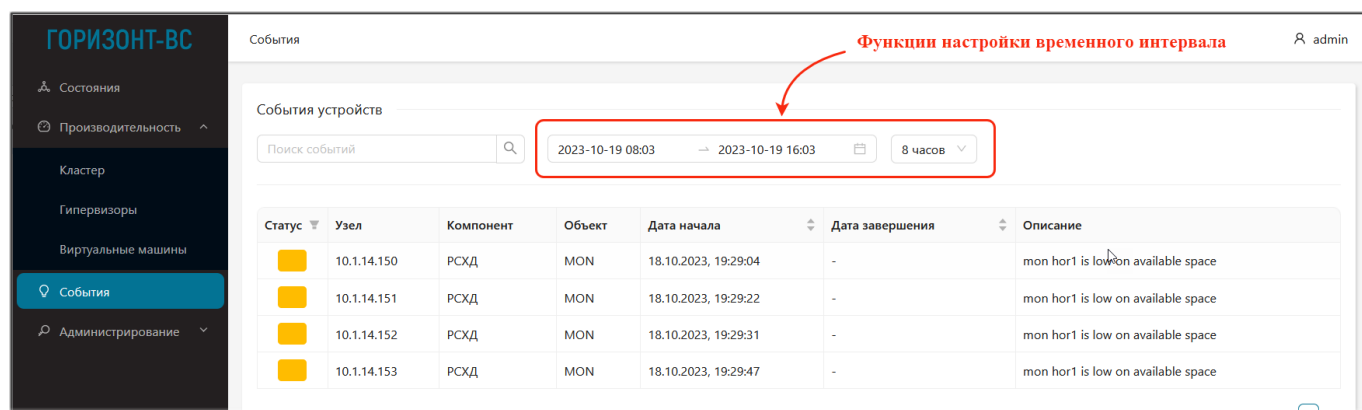 ГОРИЗОНТ-ВС
События
Функции настройки временного интервала
admin
Состояния
Производительность
Кластер
Гипервизоры
Виртуальные машины
События
Администрирование
События устройств
Поиск событий
2023-10-19 08:03 → 2023-10-19 16:03
8 часов
Статус Узел Компонент Объект Дата начала Дата завершения Описание
10.1.14.150 РСХД MON 18.10.2023, 19:29:04 - mon hor1 is low on available space
10.1.14.151 РСХД MON 18.10.2023, 19:29:22 - mon hor1 is low on available space
10.1.14.152 РСХД MON 18.10.2023, 19:29:31 - mon hor1 is low on available space
10.1.14.153 РСХД MON 18.10.2023, 19:29:47 - mon hor1 is low on available space